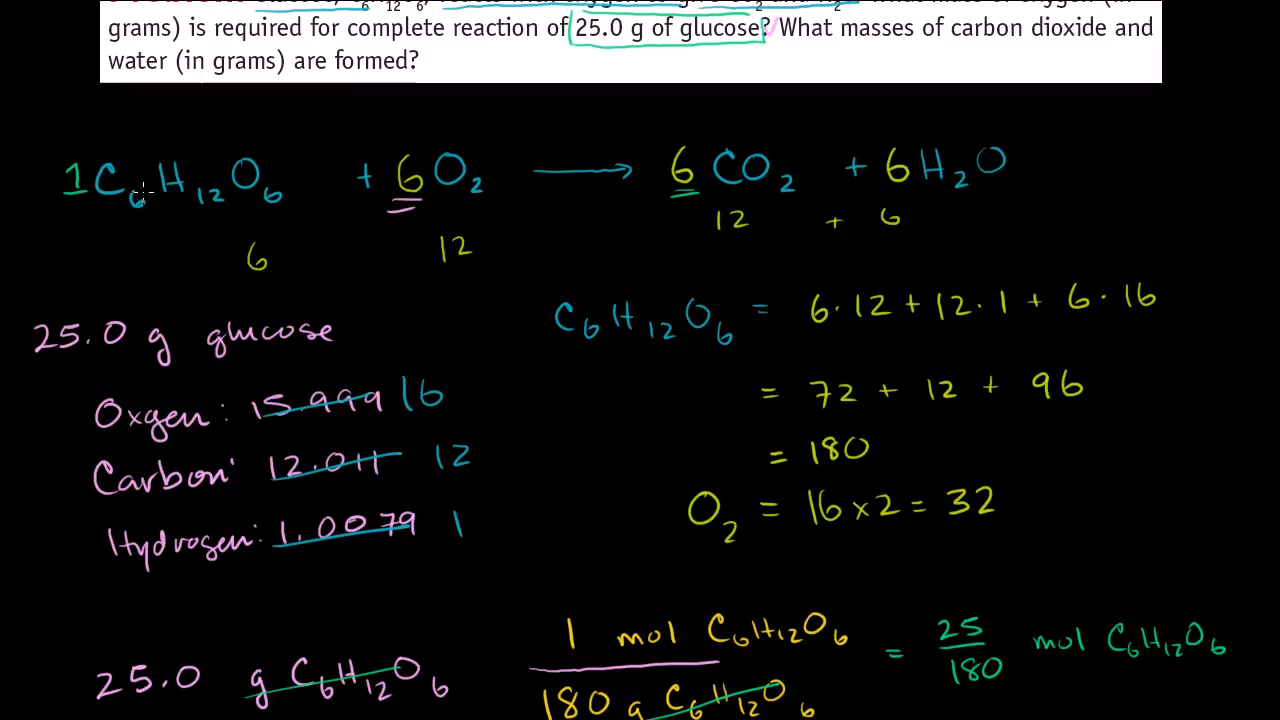 grams) is required for complete reaction of 25.0 g of glucose? What masses of carbon dioxide and
water (in grams) are formed?
1C₆H₁₂O₆ + 6O₂ → 6CO₂ + 6H₂O
6 12 12 + 6
C₆H₁₂O₆ = 6·12 + 12·1 + 6·16
25.0 g glucose
= 72 + 12 + 96
Oxgen: 15.999 16
= 180
Carbon: 12.011 12
O₂ = 16 x 2 = 32
Hydrogen: 1.0079 1
1 mol C₆H₁₂O₆
25.0 g C₆H₁₂O₆
180 g C₆H₁₂O₆
= 25/180 mol C₆H₁₂O₆